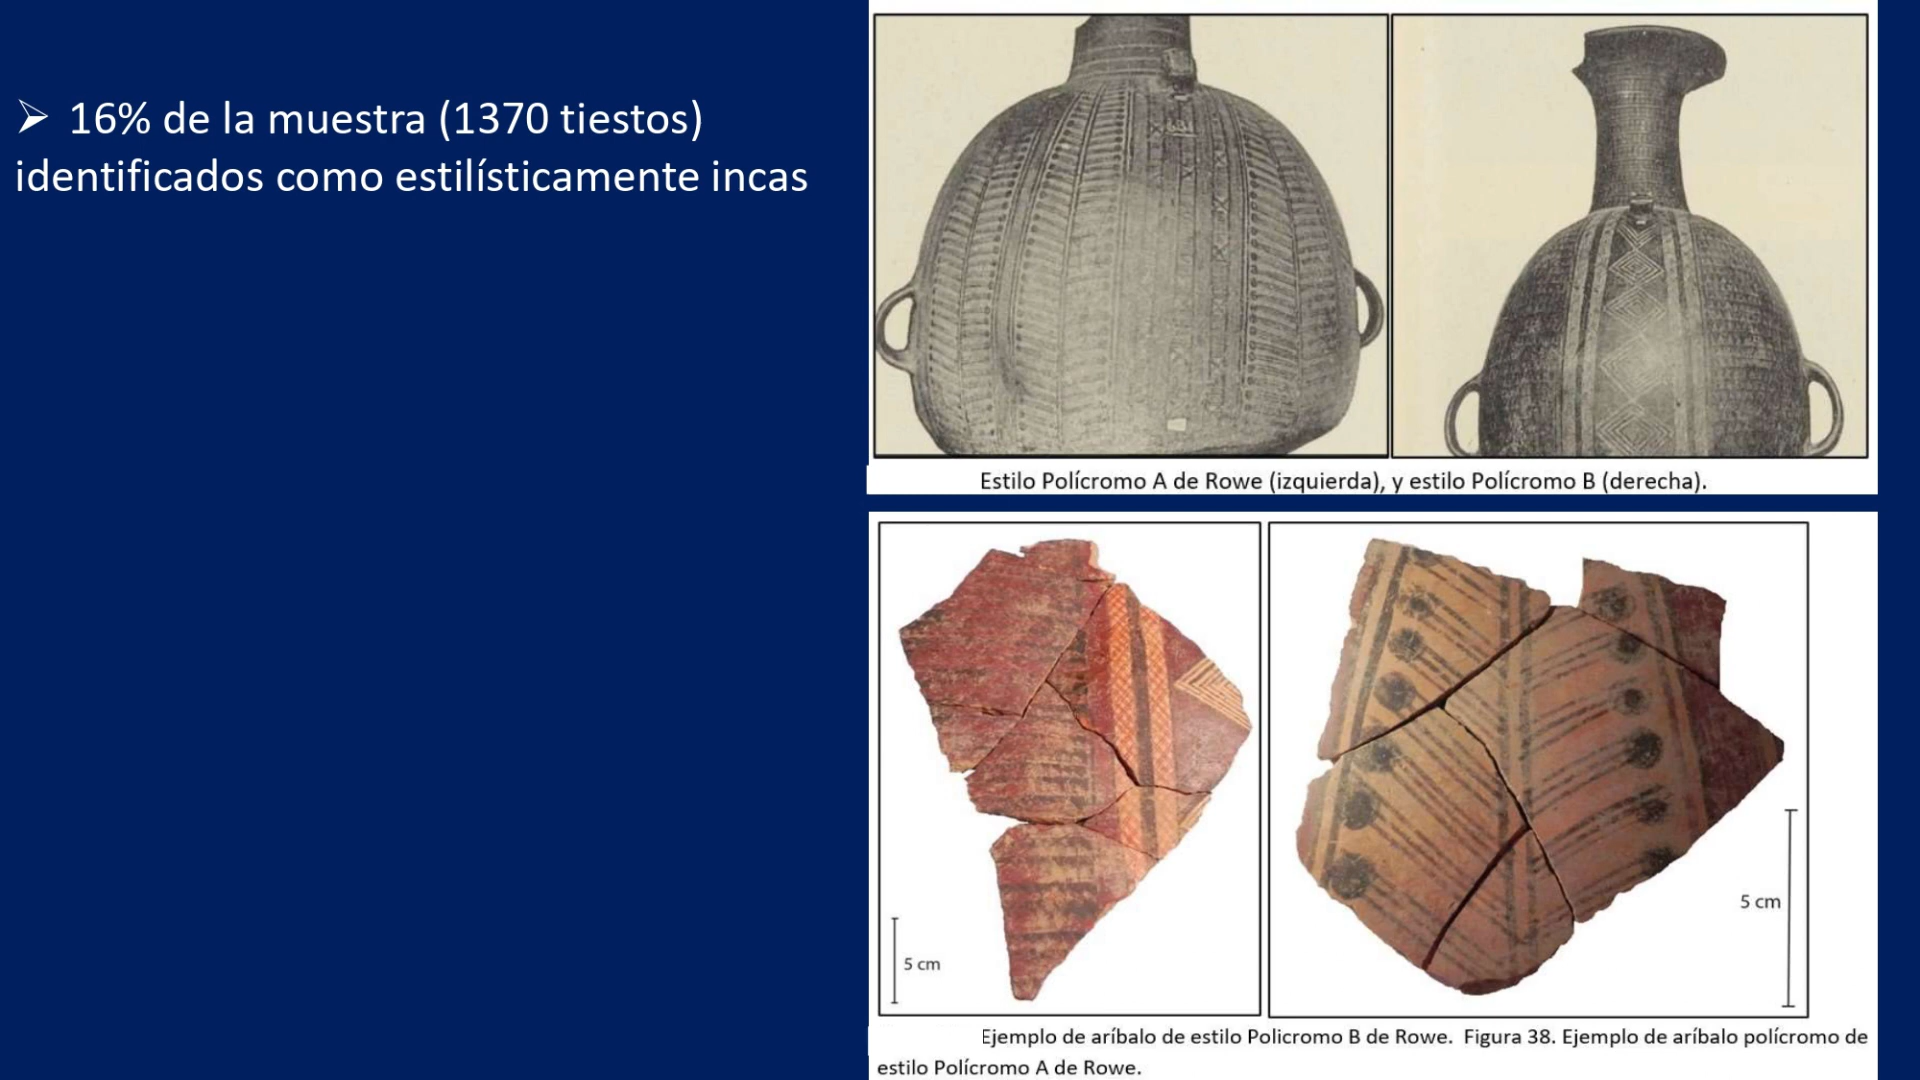 ➢ 16% de la muestra (1370 tiestos)
identificados como estilísticamente incas
Estilo Polícromo A de Rowe (izquierda), y estilo Polícromo B (derecha).
5 cm
5 cm
Ejemplo de aríbalo de estilo Policromo B de Rowe. Figura 38. Ejemplo de aríbalo polícromo de
estilo Polícromo A de Rowe.